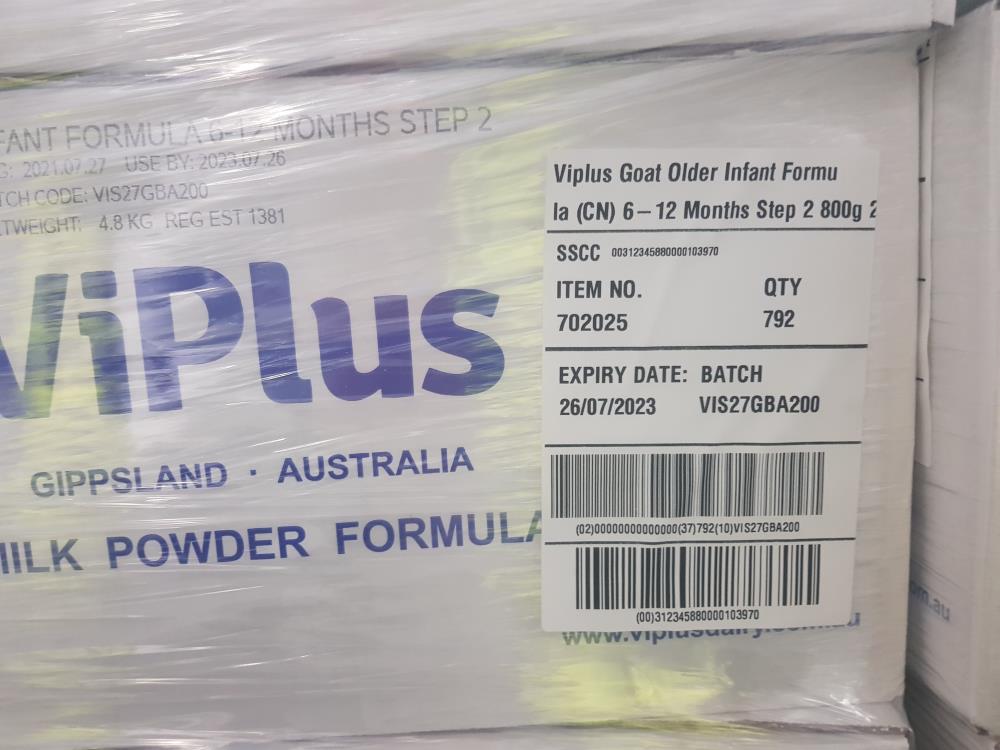 FANT FORMULA 6-12 MONTHS STEP 2
G: 2021.07.27 USE BY: 2023.07.26
TCH CODE: VIS27GBA200
TWEIGHT: 4.8 KG REG EST 1381
ViPlus
GIPPSLAND · AUSTRALIA
MILK POWDER FORMULA
Viplus Goat Older Infant Formu
la (CN) 6–12 Months Step 2 800g 2
SSCC 00312345880000103970
ITEM NO. QTY
702025 792
EXPIRY DATE: BATCH
26/07/2023 VIS27GBA200
(02)00000000000000(37)792(10)VIS27GBA200
(00)312345880000103970
www.viplusdairy.com.au
om.au